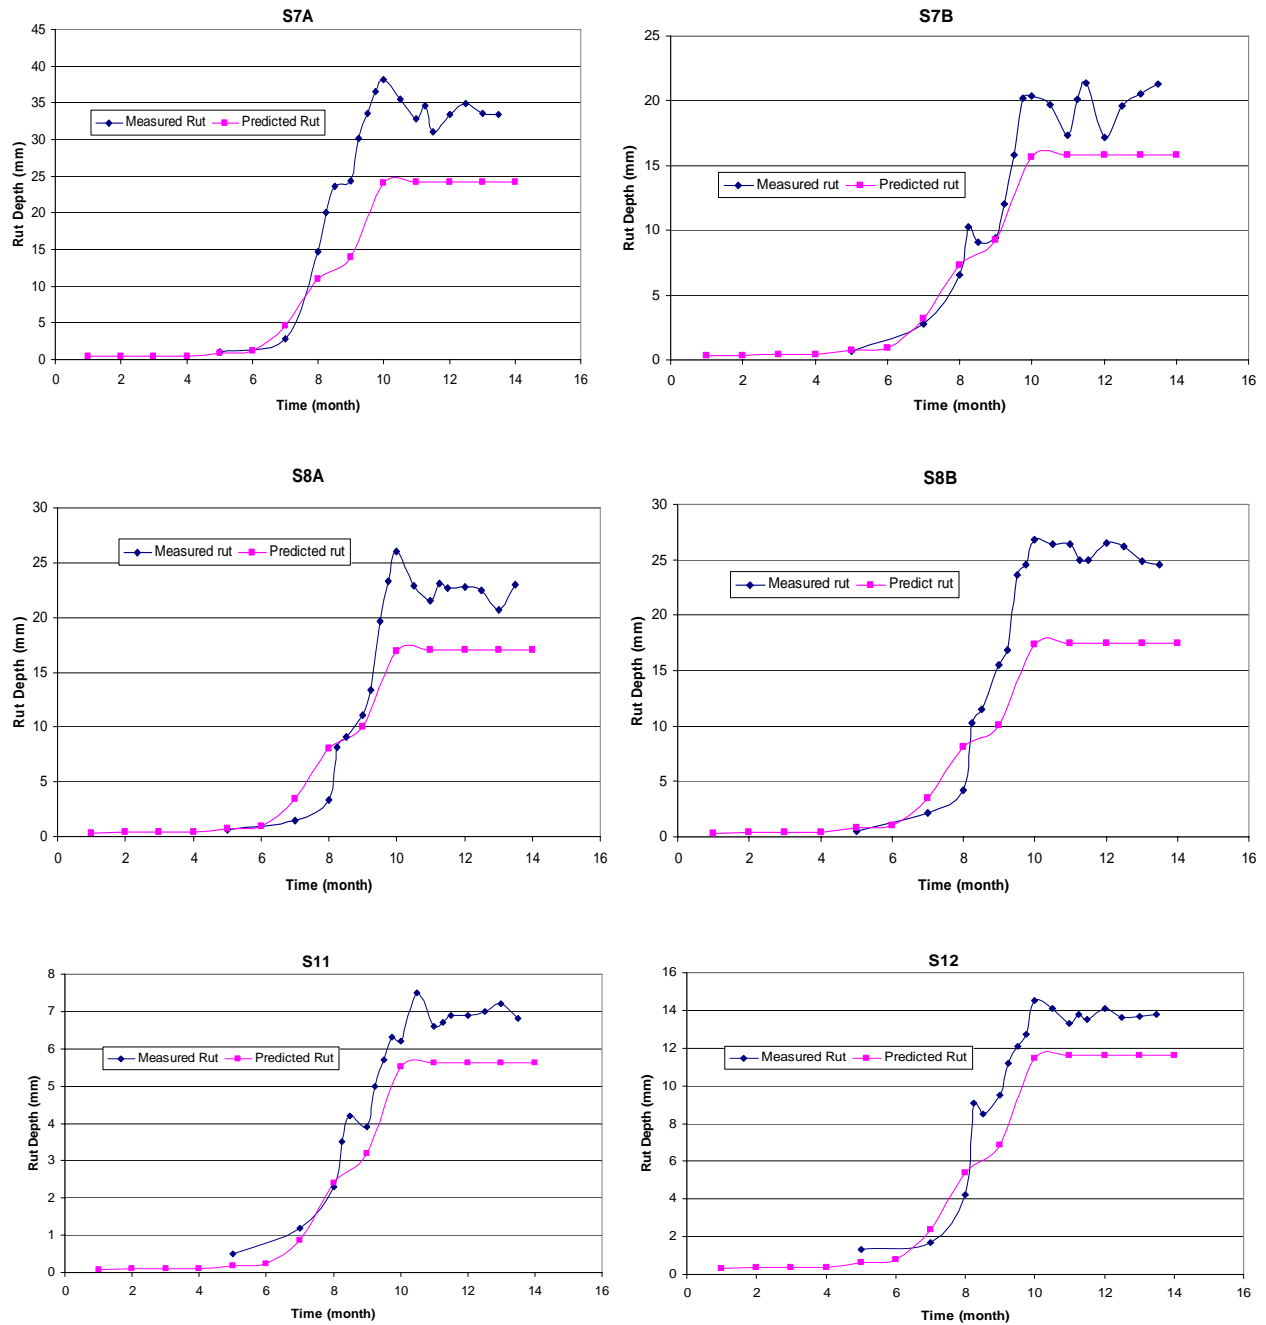 S7A
45
40
35
30
25
20
15
10
5
0
Rut Depth (mm)
Measured Rut Predicted Rut
0 2 4 6 8 10 12 14 16
Time (month)
S7B
25
20
15
10
5
0
Rut Depth (mm)
Measured rut Predicted rut
0 2 4 6 8 10 12 14 16
Time (month)
S8A
30
25
20
15
10
5
0
Rut Depth (mm)
Measured rut Predicted rut
0 2 4 6 8 10 12 14 16
Time (month)
S8B
30
25
20
15
10
5
0
Rut Depth (mm)
Measured rut Predict rut
0 2 4 6 8 10 12 14 16
Time (month)
S11
8
7
6
5
4
3
2
1
0
Rut Depth (mm)
Measured Rut Predicted Rut
0 2 4 6 8 10 12 14 16
Time (month)
S12
16
14
12
10
8
6
4
2
0
Rut Depth (mm)
Measured Rut Predicted Rut
0 2 4 6 8 10 12 14 16
Time (month)